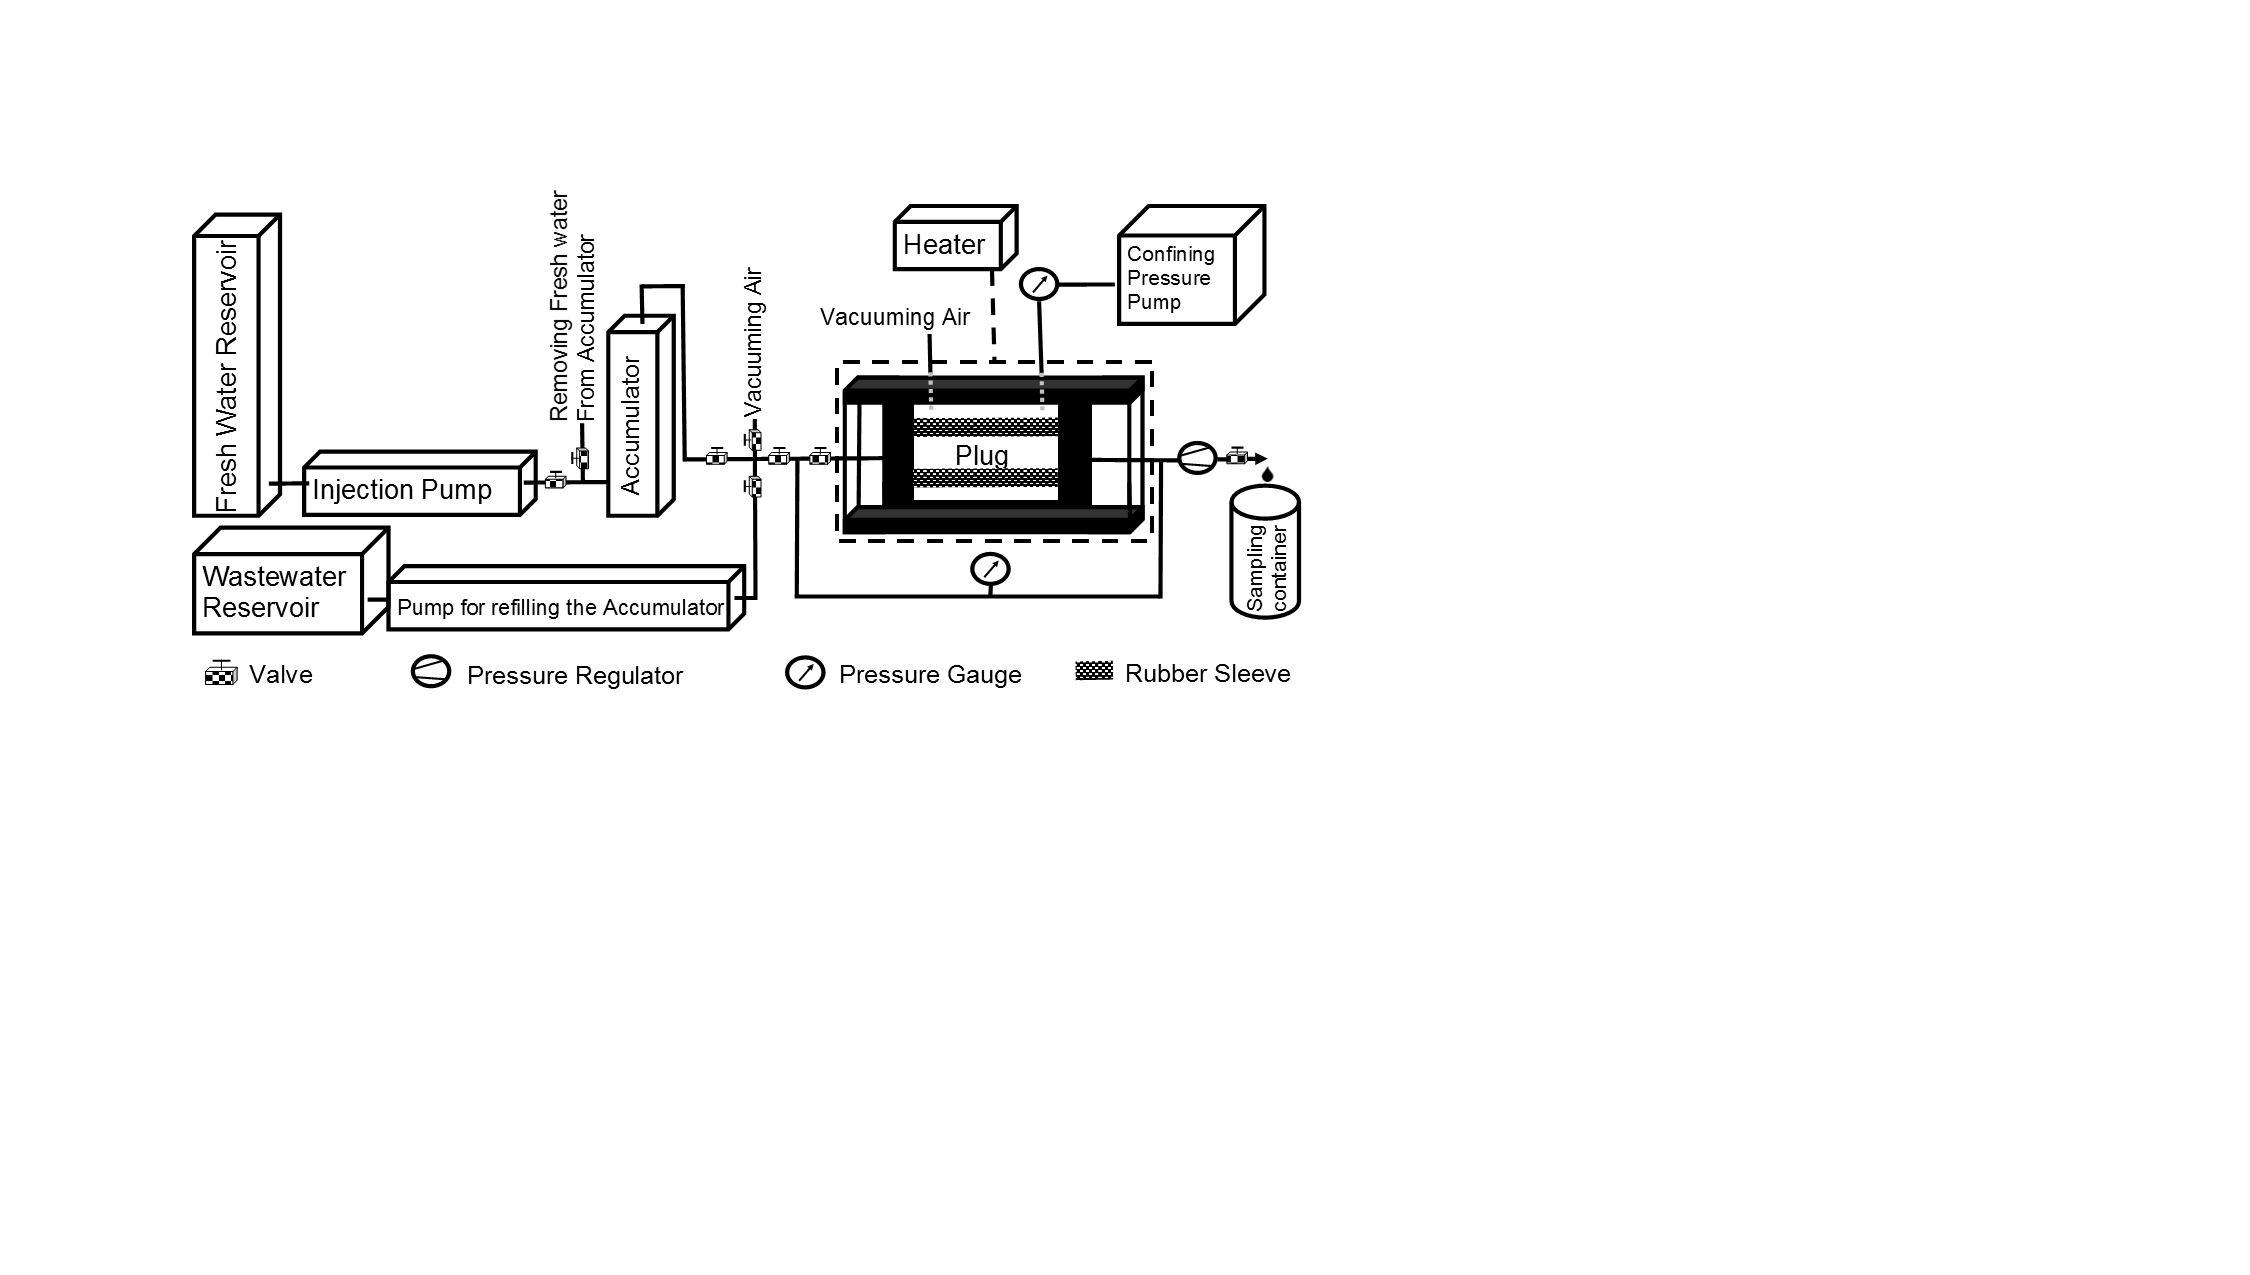 Fresh Water Reservoir
Injection Pump
Removing Fresh water
From Accumulator
Accumulator
Vacuuming Air
Heater
Vacuuming Air
Confining
Pressure
Pump
Plug
Wastewater
Reservoir
Pump for refilling the Accumulator
Sampling
container
Valve
Pressure Regulator
Pressure Gauge
Rubber Sleeve